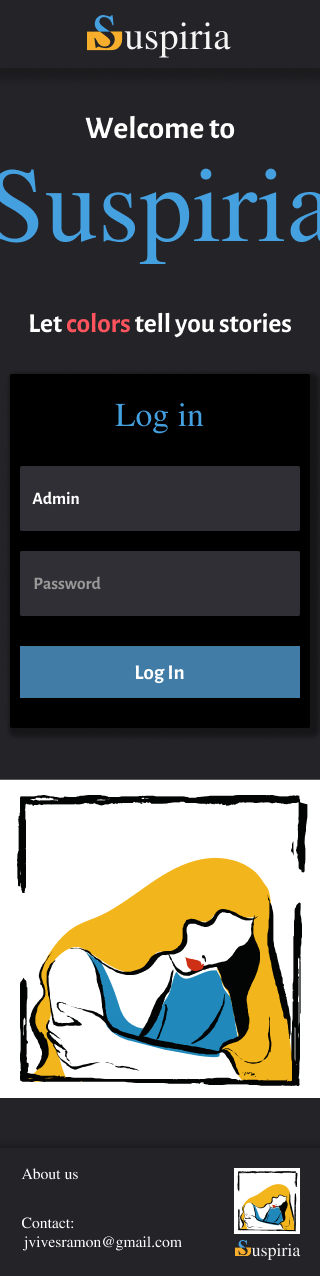 Suspiria
Welcome to
Suspiria
Let colors tell you stories
Log in
Admin
Password
Log In
About us
Contact:
jvivesramon@gmail.com
Suspiria